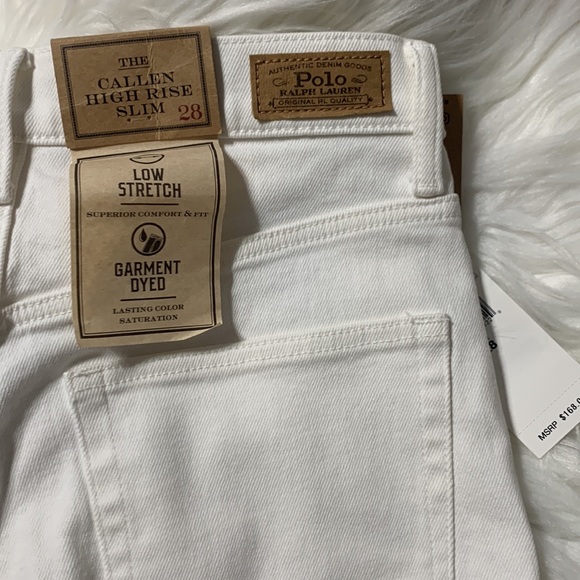 THE
CALLEN
HIGH RISE
SLIM 28
LOW
STRETCH
SUPERIOR COMFORT & FIT
GARMENT
DYED
LASTING COLOR
SATURATION
AUTHENTIC DENIM GOODS
Polo
RALPH LAUREN
ORIGINAL RL QUALITY
MSRP $168.0